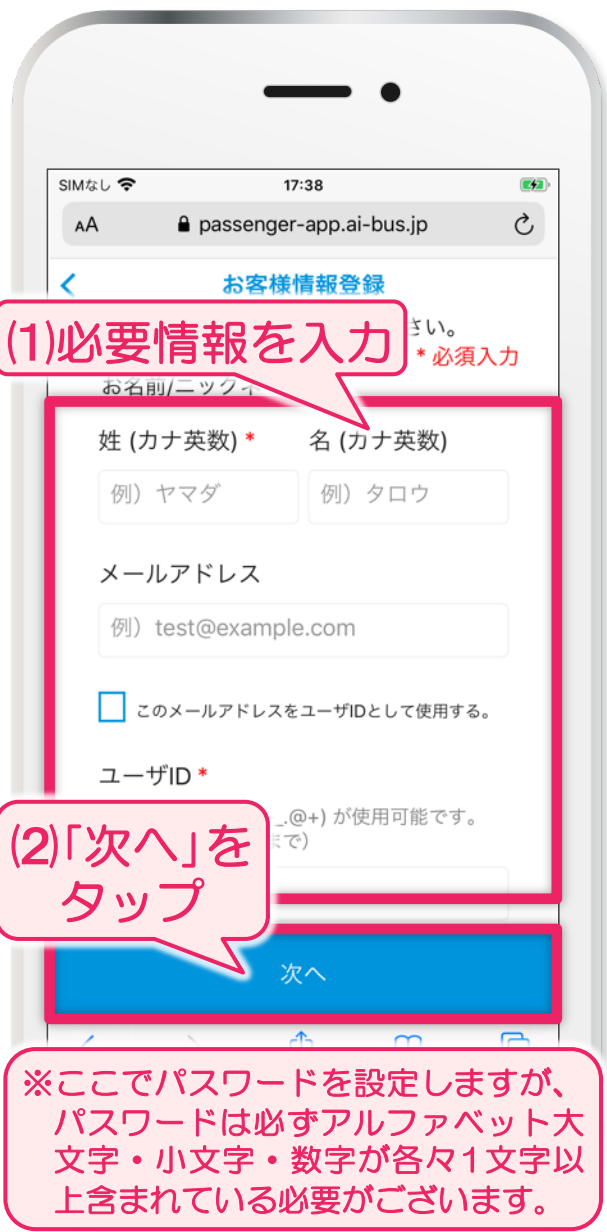 SIMなし 17:38
AA passenger-app.ai-bus.jp
お客様情報登録
(1)必要情報を入力
さい。
*必須入力
お名前/ニック
姓 (カナ英数) * 名 (カナ英数)
例) ヤマダ 例) タロウ
メールアドレス
例) test@example.com
このメールアドレスをユーザIDとして使用する。
ユーザID *
_.@+) が使用可能です。
まで)
(2)「次へ」を
タップ
次へ
※ここでパスワードを設定しますが、
パスワードは必ずアルファベット大
文字・小文字・数字が各々1文字以
上含まれている必要がございます。